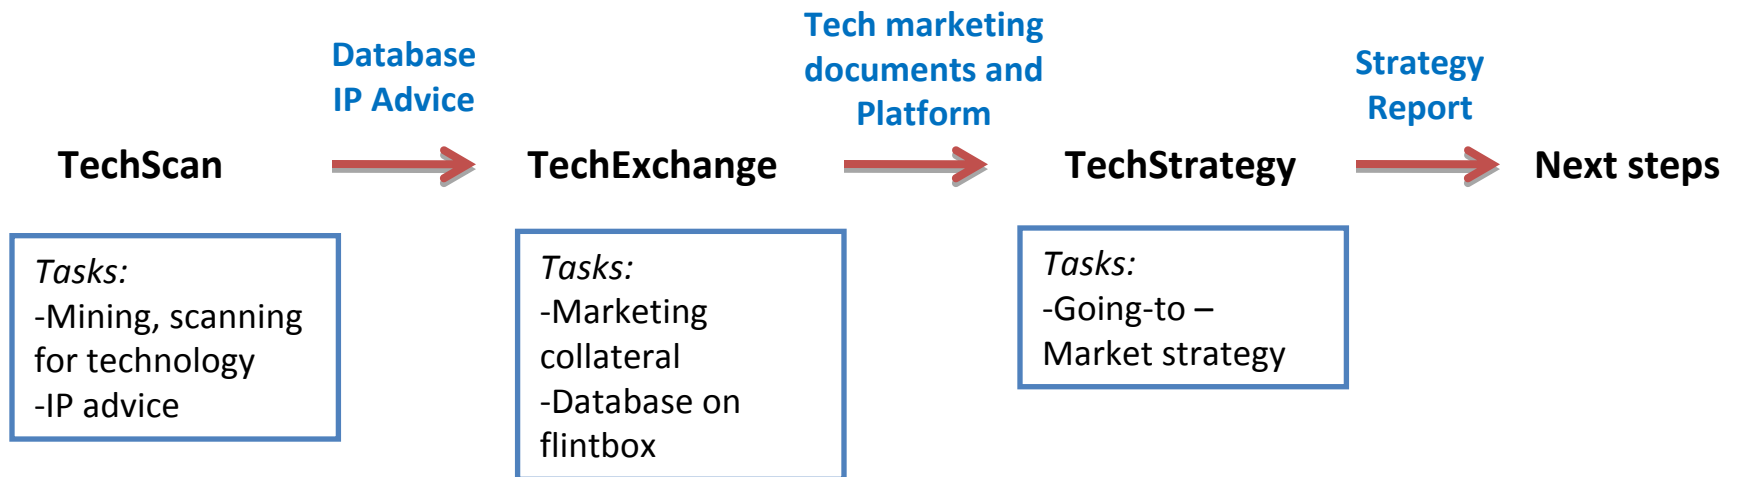 Database
IP Advice
Tech marketing
documents and
Platform
Strategy
Report
TechScan
TechExchange
TechStrategy
Next steps
Tasks:
-Mining, scanning
for technology
-IP advice
Tasks:
-Marketing
collateral
-Database on
flintbox
Tasks:
-Going-to –
Market strategy